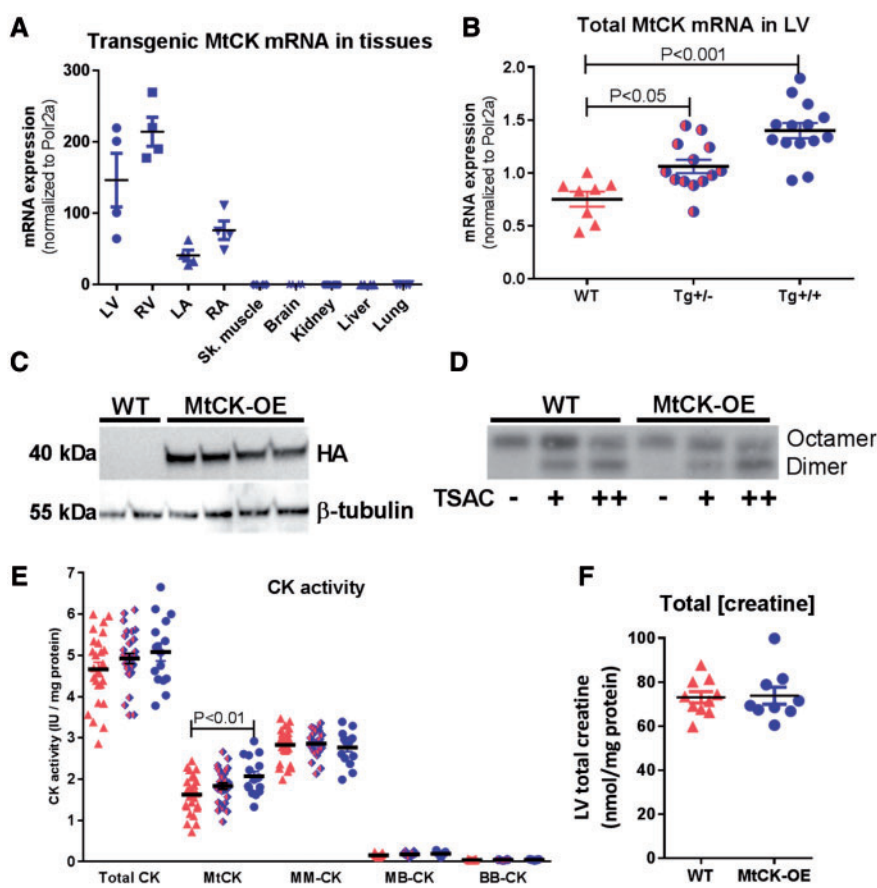 A
Transgenic MtCK mRNA in tissues
mRNA expression
(normalized to Polr2a)
300
200
100
0
LV
RV
LA
RA
Sk. muscle
Brain
Kidney
Liver
Lung
B
Total MtCK mRNA in LV
P<0.001
P<0.05
mRNA expression
(normalized to Polr2a)
2.0
1.5
1.0
0.5
0.0
WT
Tg+/-
Tg+/+
C
WT MtCK-OE
40 kDa HA
55 kDa β-tubulin
D
WT MtCK-OE
Octamer
Dimer
TSAC - + ++ - + ++
E
CK activity
CK activity (IU / mg protein)
7
6
5
4
3
2
1
0
P<0.01
Total CK MtCK MM-CK MB-CK BB-CK
F
Total [creatine]
LV total creatine
(nmol/mg protein)
100
80
60
40
20
0
WT MtCK-OE